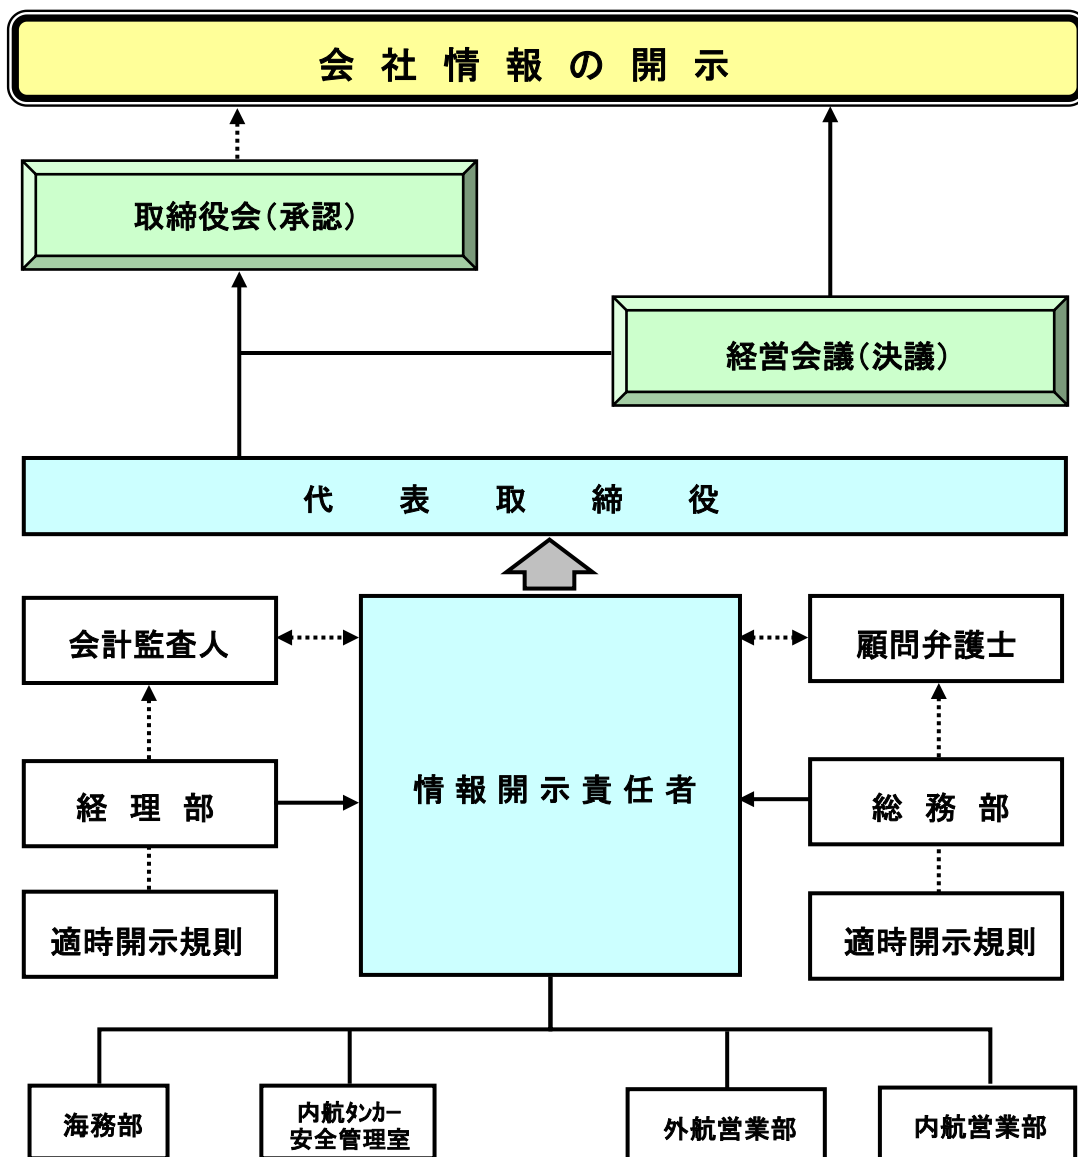 会社情報の開示
取締役会（承認）
経営会議（決議）
代表取締役
会計監査人
顧問弁護士
情報開示責任者
経理部
総務部
適時開示規則
適時開示規則
海務部
内航ﾀﾝｶｰ
安全管理室
外航営業部
内航営業部